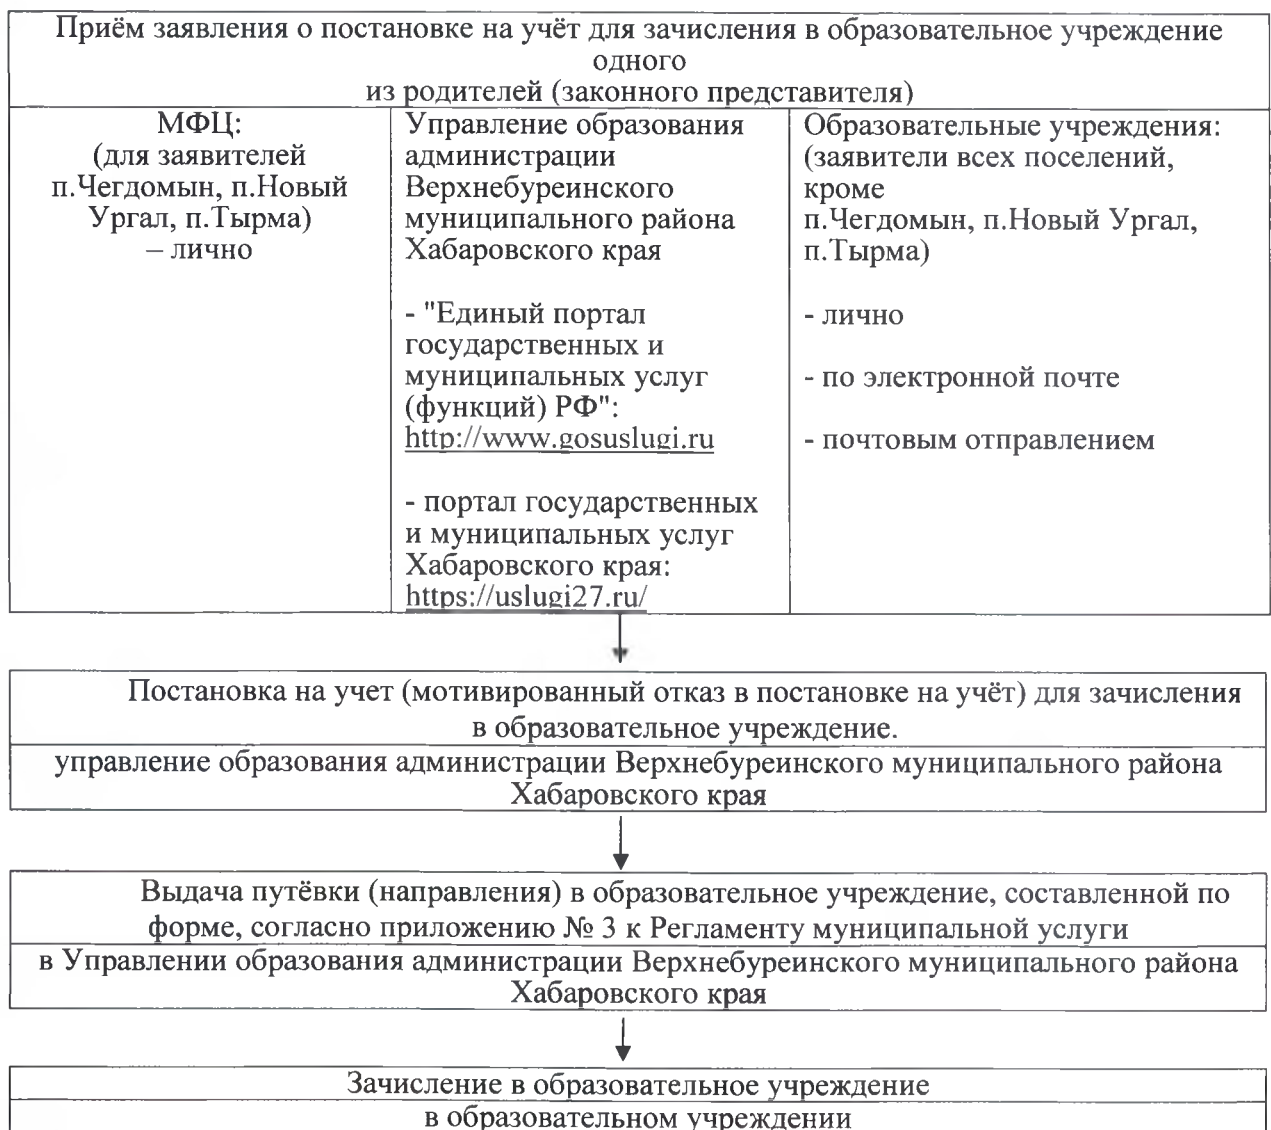 Приём заявления о постановке на учёт для зачисления в образовательное учреждение
одного
из родителей (законного представителя)
МФЦ:
(для заявителей
п.Чегдомын, п.Новый
Ургал, п.Тырма)
– лично
Управление образования
администрации
Верхнебуреинского
муниципального района
Хабаровского края
- "Единый портал
государственных и
муниципальных услуг
(функций) РФ":
http://www.gosuslugi.ru
- портал государственных
и муниципальных услуг
Хабаровского края:
https://uslugi27.ru/
Образовательные учреждения:
(заявители всех поселений,
кроме
п.Чегдомын, п.Новый Ургал,
п.Тырма)
- лично
- по электронной почте
- почтовым отправлением
Постановка на учет (мотивированный отказ в постановке на учёт) для зачисления
в образовательное учреждение.
управление образования администрации Верхнебуреинского муниципального района
Хабаровского края
Выдача путёвки (направления) в образовательное учреждение, составленной по
форме, согласно приложению № 3 к Регламенту муниципальной услуги
в Управлении образования администрации Верхнебуреинского муниципального района
Хабаровского края
Зачисление в образовательное учреждение
в образовательном учреждении